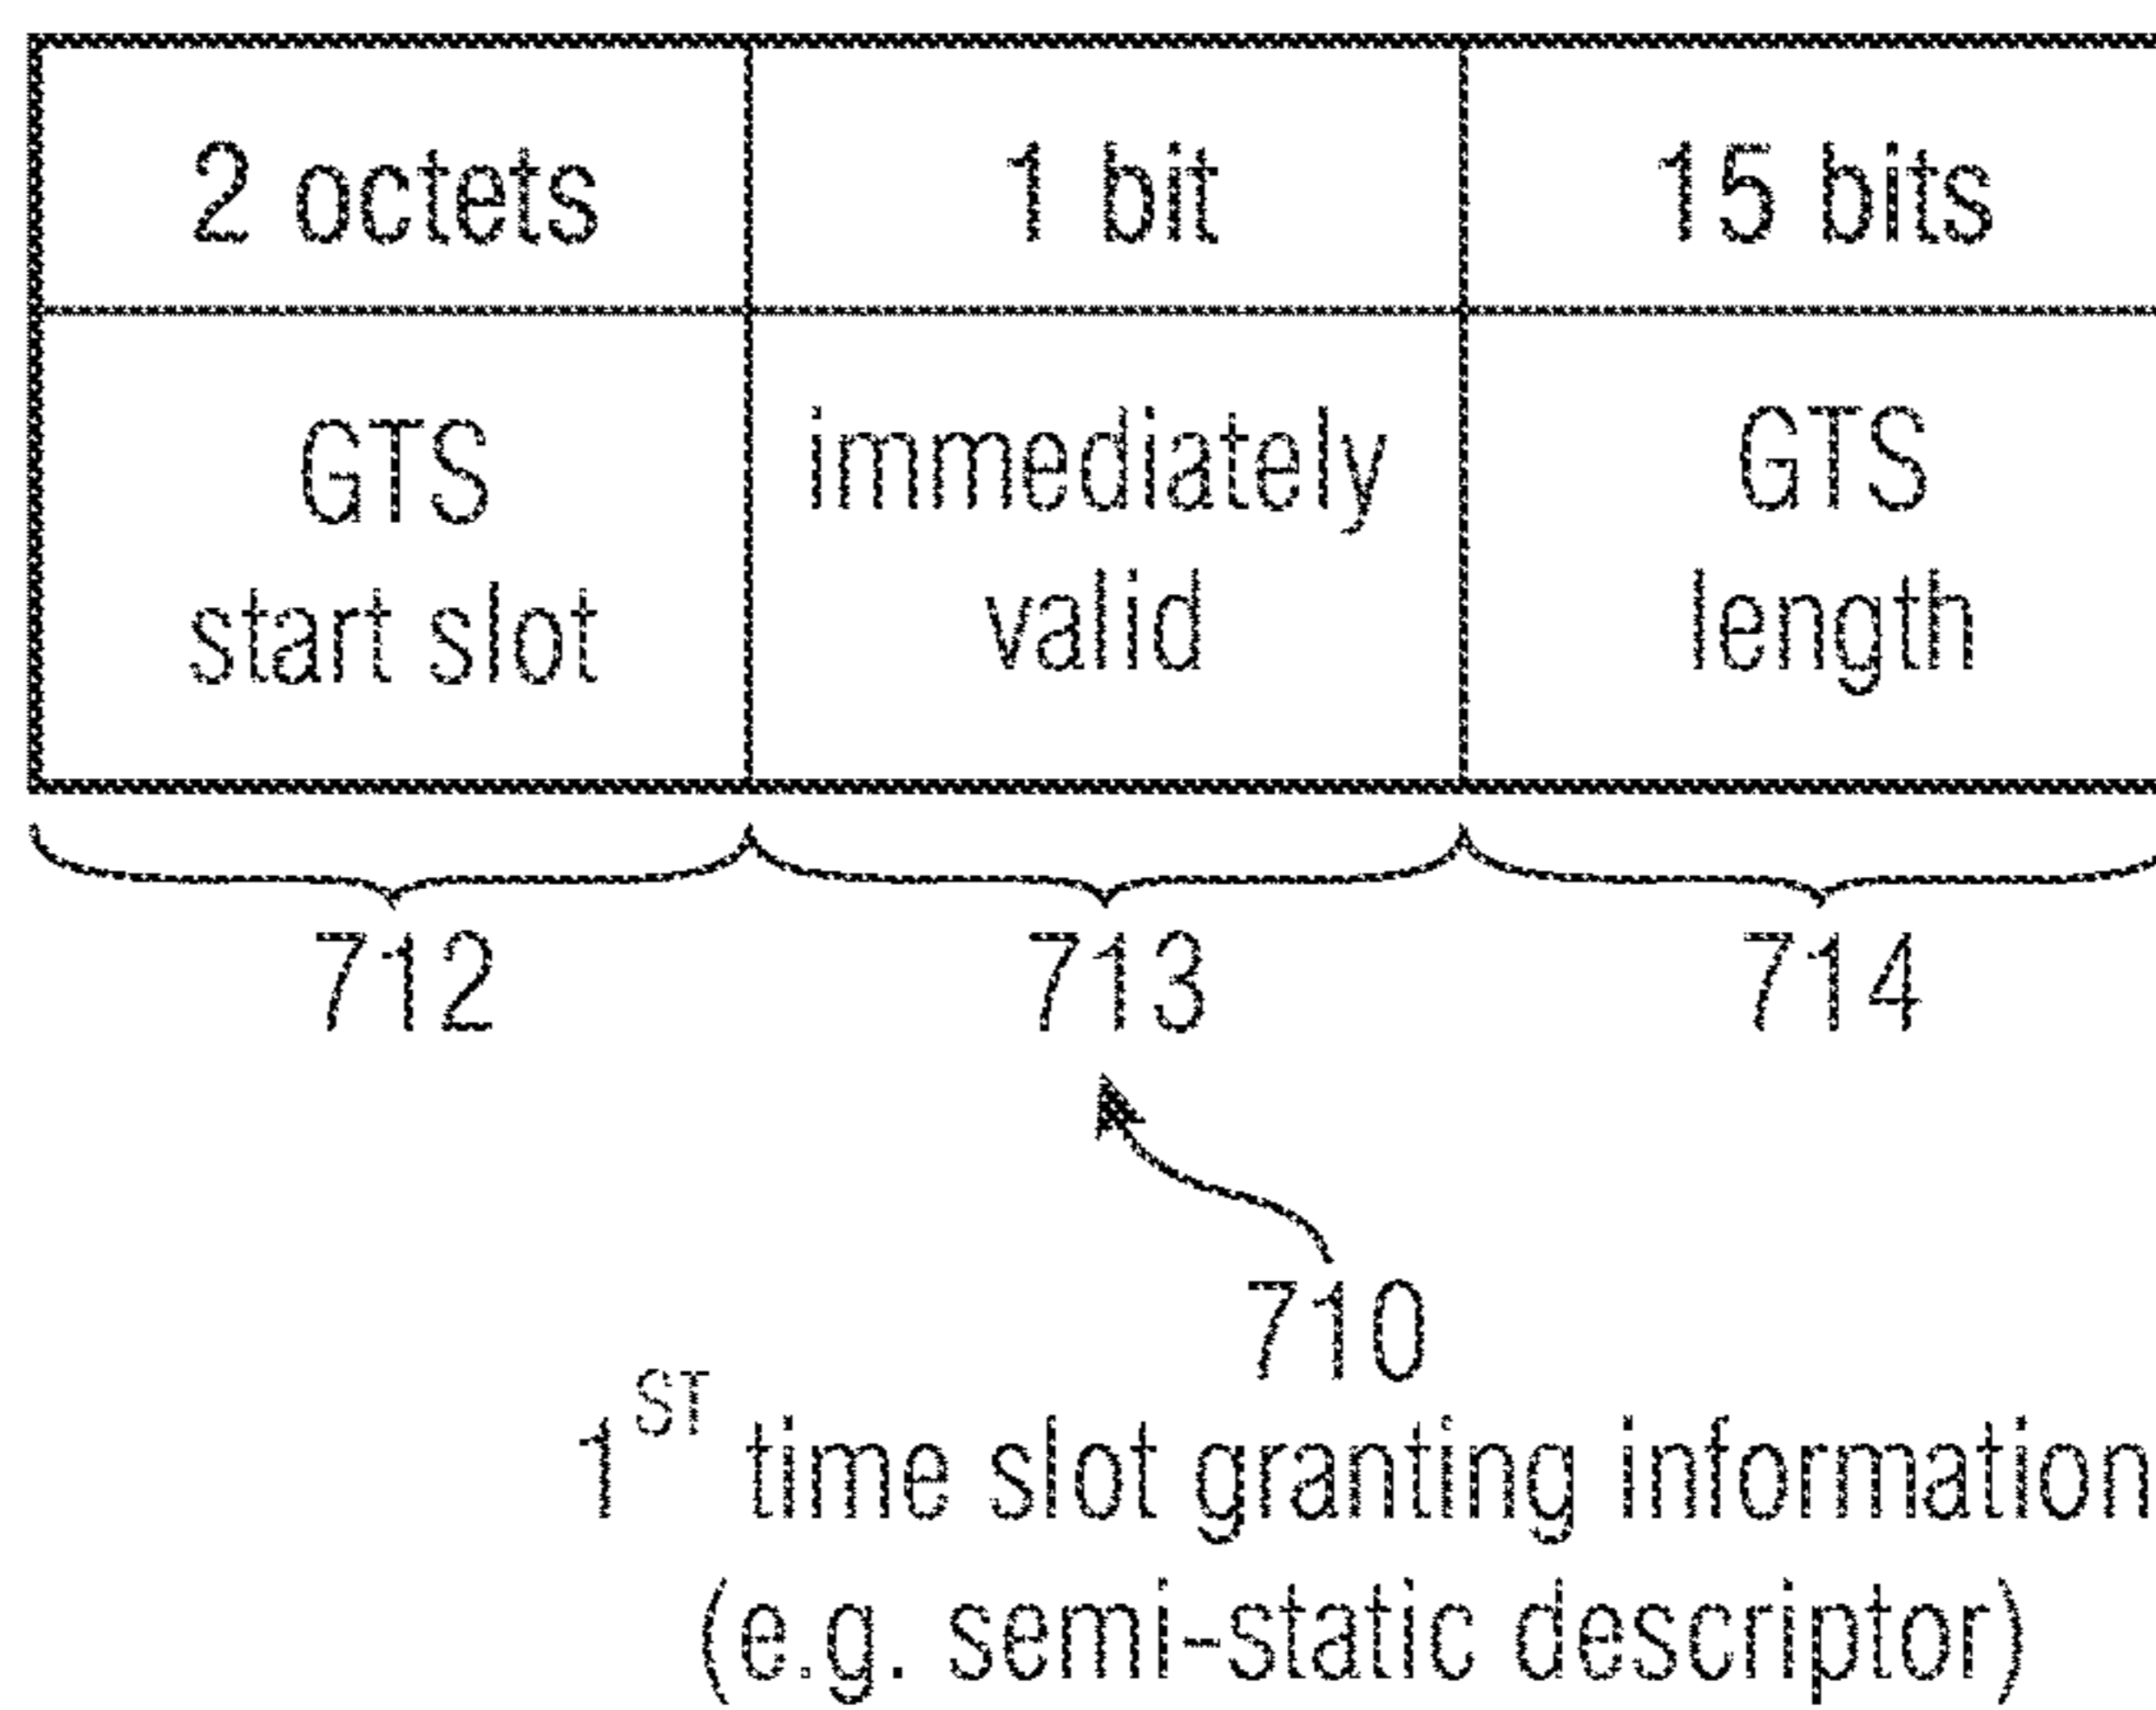 2 octets 1 bit 15 bits
GTS immediately GTS
start slot valid length
712 713 714
710
1ST time slot granting information
(e.g. semi-static descriptor)